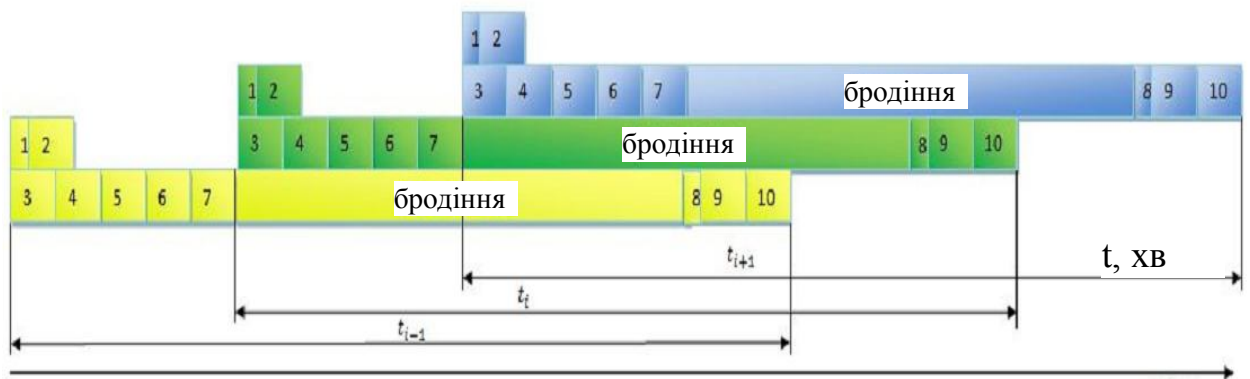 1 2
3 4 5 6 7 бродіння 8 9 10
1 2
3 4 5 6 7 бродіння 8 9 10
1 2
3 4 5 6 7 бродіння 8 9 10
t_{i+1}
t, хв
t_i
t_{i-1}